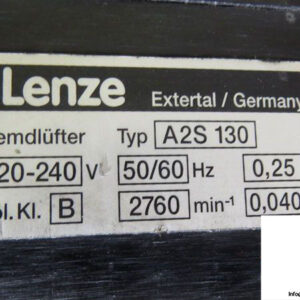 Lenze Extertal / Germany
emdlüfter Typ A2S 130
20-240 V 50/60 Hz 0,25
ol. Kl. B 2760 min⁻¹ 0,040